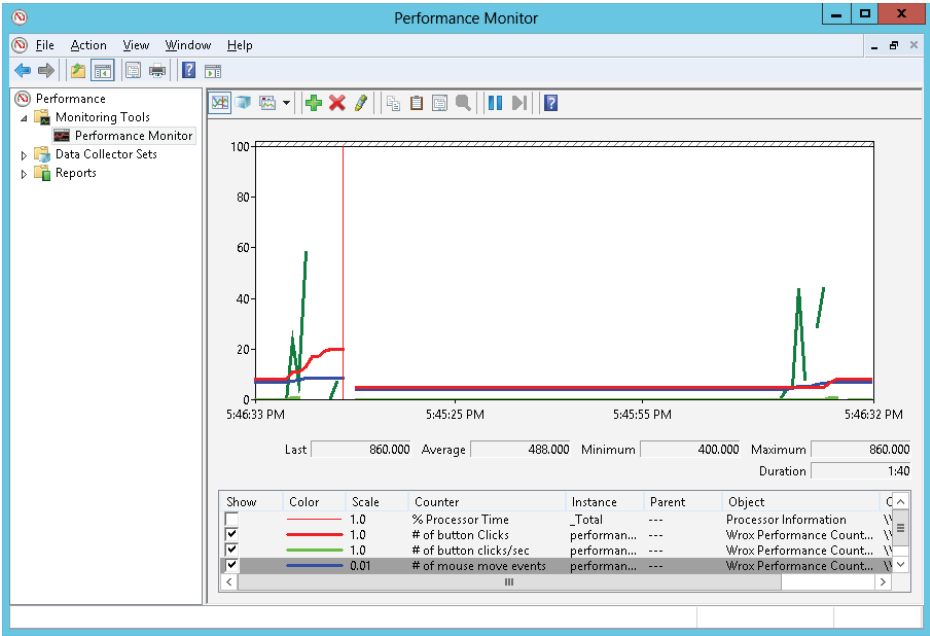 Performance Monitor
File Action View Window Help
Performance
Monitoring Tools
Performance Monitor
Data Collector Sets
Reports
100
80
60
40
20
0
5:46:33 PM 5:45:25 PM 5:45:55 PM 5:46:32 PM
Last 860.000 Average 488.000 Minimum 400.000 Maximum 860.000
Duration 1:40
Show Color Scale Counter Instance Parent Object
1.0 % Processor Time _Total --- Processor Information \\
1.0 # of button Clicks performan... --- Wrox Performance Count... \\
1.0 # of button clicks/sec performan... --- Wrox Performance Count... \\
0.01 # of mouse move events performan... --- Wrox Performance Count... \\